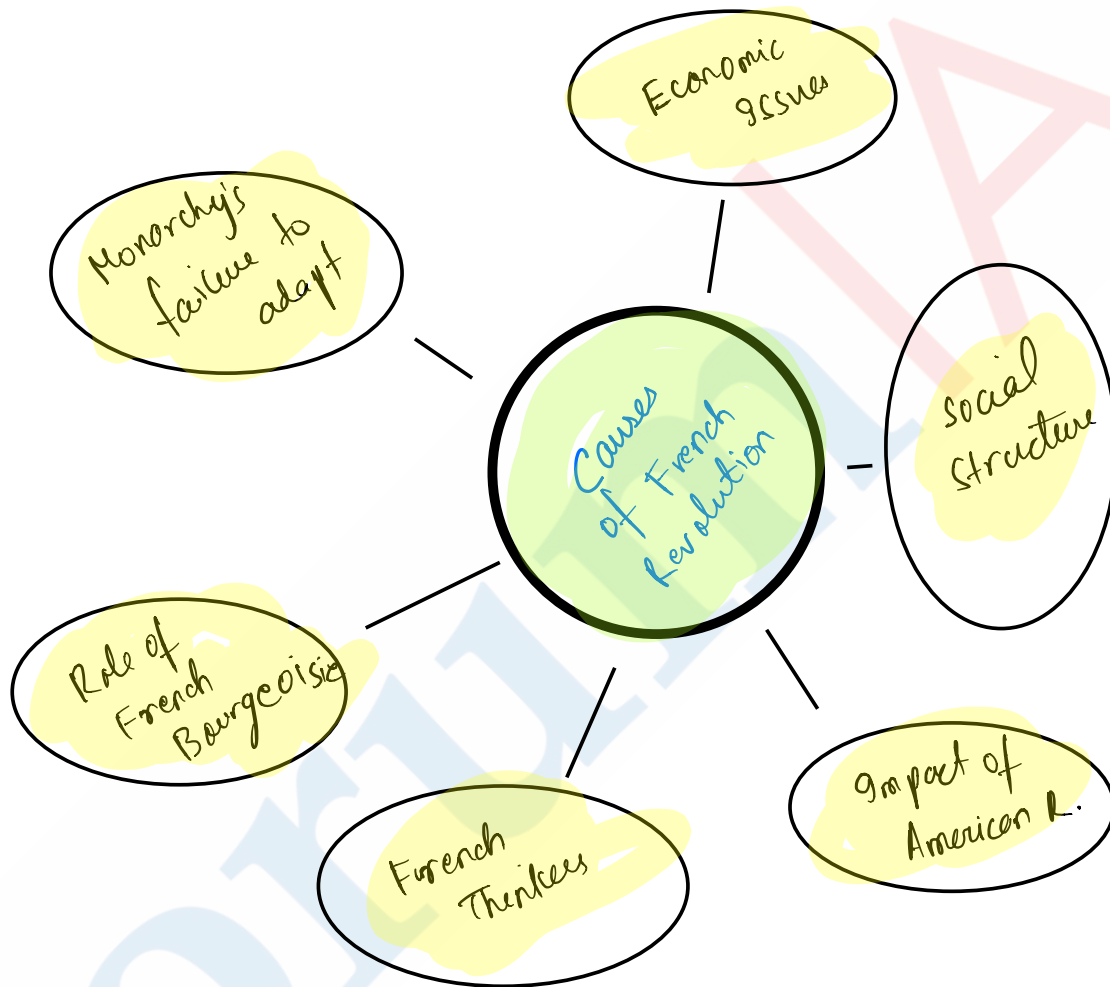 Economic
Issues
Monarchy's
failure to
adapt
Causes
of French
Revolution
social
structure
Role of
French
Bourgeoisie
French
Thinkers
Impact of
American R.